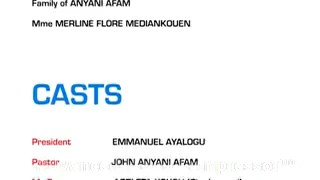 Family of ANYANI AFAM
Mme MERLINE FLORE MEDIANKOUEN
CASTS
President EMMANUEL AYALOGU
Pastor JOHN ANYANI AFAM